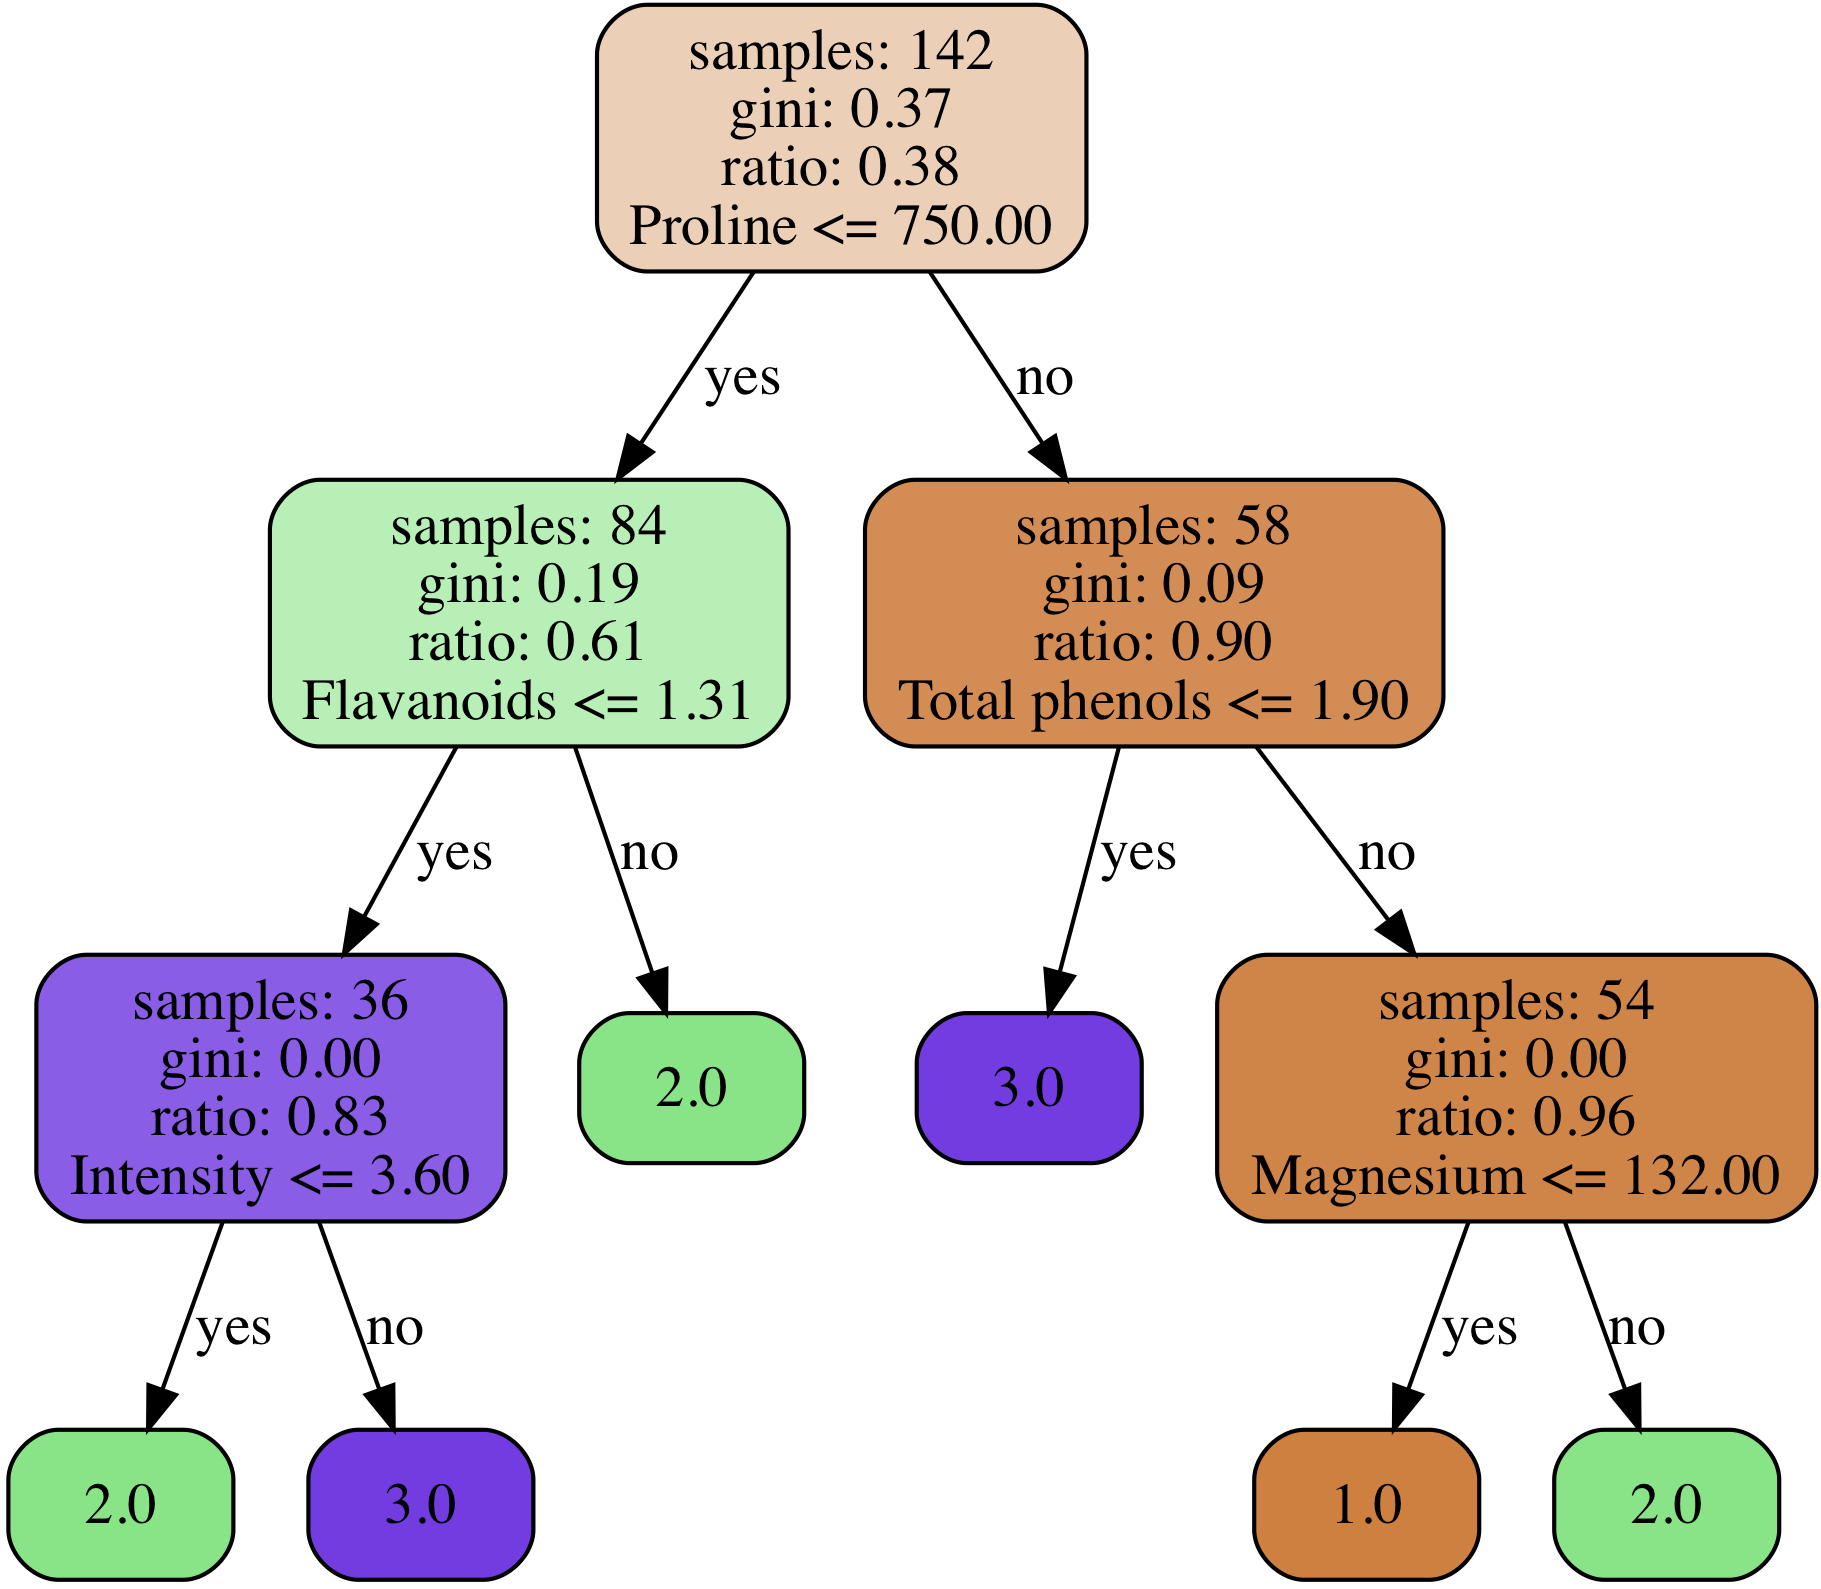 samples: 142
gini: 0.37
ratio: 0.38
Proline <= 750.00
yes
no
samples: 84
gini: 0.19
ratio: 0.61
Flavanoids <= 1.31
samples: 58
gini: 0.09
ratio: 0.90
Total phenols <= 1.90
yes
no
yes
no
samples: 36
gini: 0.00
ratio: 0.83
Intensity <= 3.60
2.0
3.0
samples: 54
gini: 0.00
ratio: 0.96
Magnesium <= 132.00
yes
no
yes
no
2.0
3.0
1.0
2.0